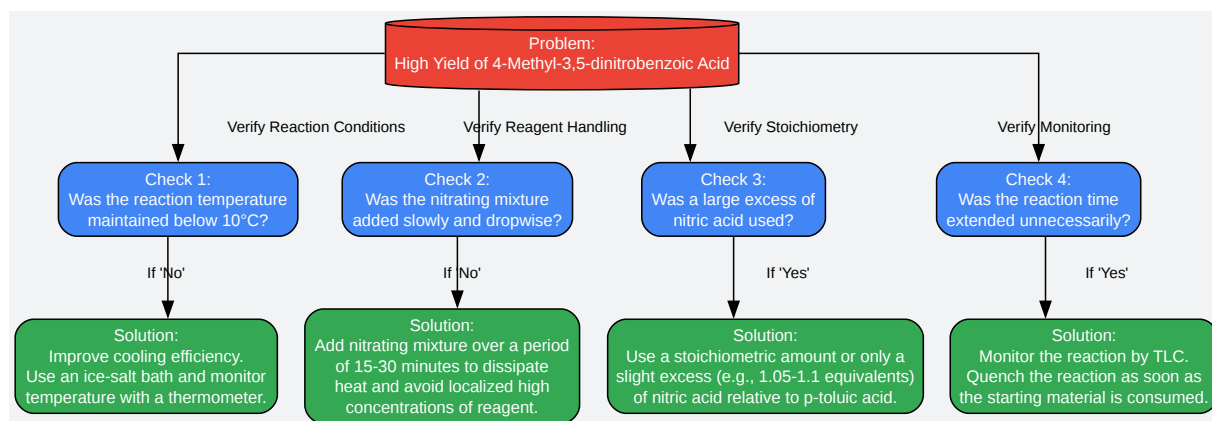 Problem:
High Yield of 4-Methyl-3,5-dinitrobenzoic Acid
Verify Reaction Conditions
Verify Reagent Handling
Verify Stoichiometry
Verify Monitoring
Check 1:
Was the reaction temperature
maintained below 10°C?
Check 2:
Was the nitrating mixture
added slowly and dropwise?
Check 3:
Was a large excess of
nitric acid used?
Check 4:
Was the reaction time
extended unnecessarily?
If 'No'
If 'No'
If 'Yes'
If 'Yes'
Solution:
Improve cooling efficiency.
Use an ice-salt bath and monitor
temperature with a thermometer.
Solution:
Add nitrating mixture over a period
of 15-30 minutes to dissipate
heat and avoid localized high
concentrations of reagent.
Solution:
Use a stoichiometric amount or only a
slight excess (e.g., 1.05-1.1 equivalents)
of nitric acid relative to p-toluic acid.
Solution:
Monitor the reaction by TLC.
Quench the reaction as soon as
the starting material is consumed.